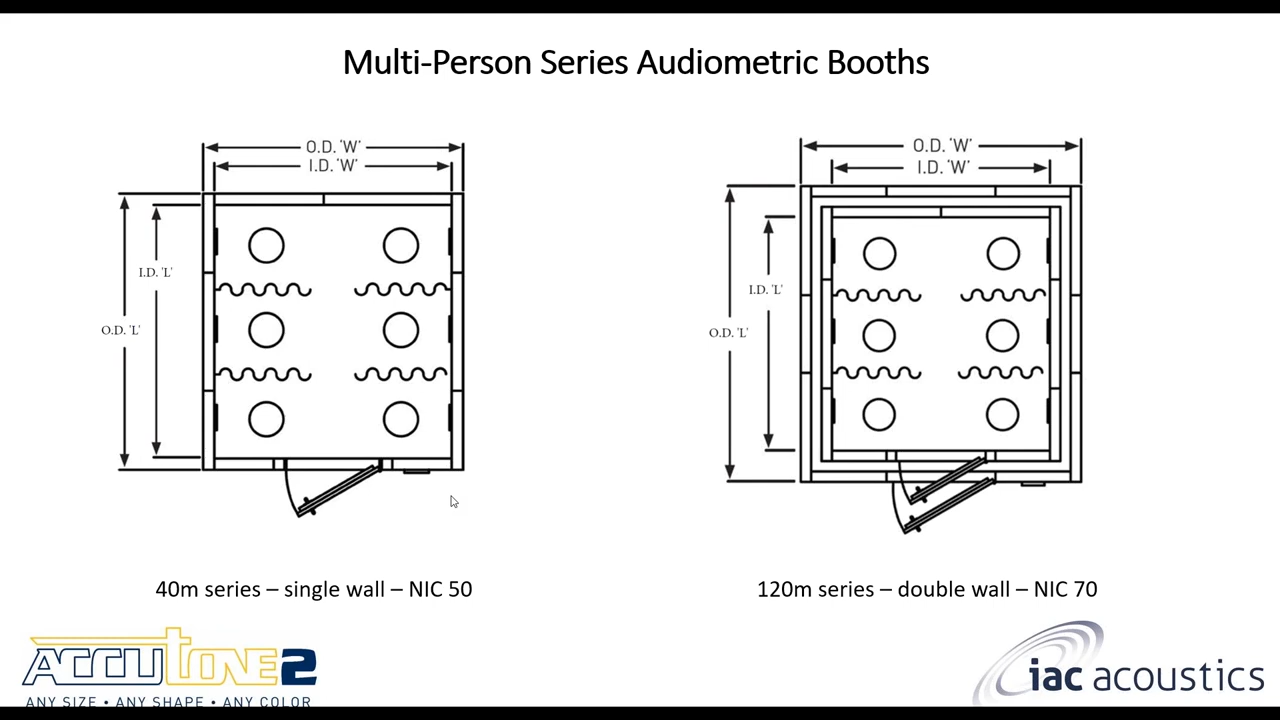 Multi-Person Series Audiometric Booths
O.D. 'W'
I.D. 'W'
I.D. 'L'
O.D. 'L'
O.D. 'W'
I.D. 'W'
I.D. 'L'
O.D. 'L'
40m series – single wall – NIC 50
120m series – double wall – NIC 70
ACCUTONE2
ANY SIZE • ANY SHAPE • ANY COLOR
iac acoustics